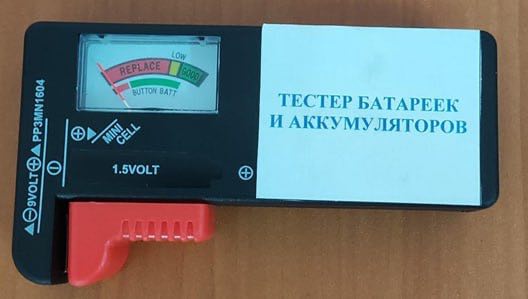 LOW
REPLACE
GOOD
BUTTON BATT
ТЕСТЕР БАТАРЕЕК
И АККУМУЛЯТОРОВ
MINI
CELL
1.5VOLT
9VOLT
PP3MN1604